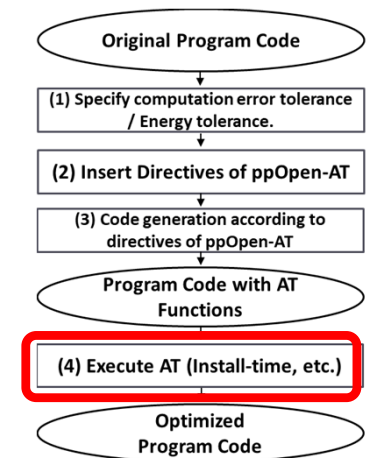 Original Program Code
(1) Specify computation error tolerance
/ Energy tolerance.
(2) Insert Directives of ppOpen-AT
(3) Code generation according to
directives of ppOpen-AT
Program Code with AT
Functions
(4) Execute AT (Install-time, etc.)
Optimized
Program Code